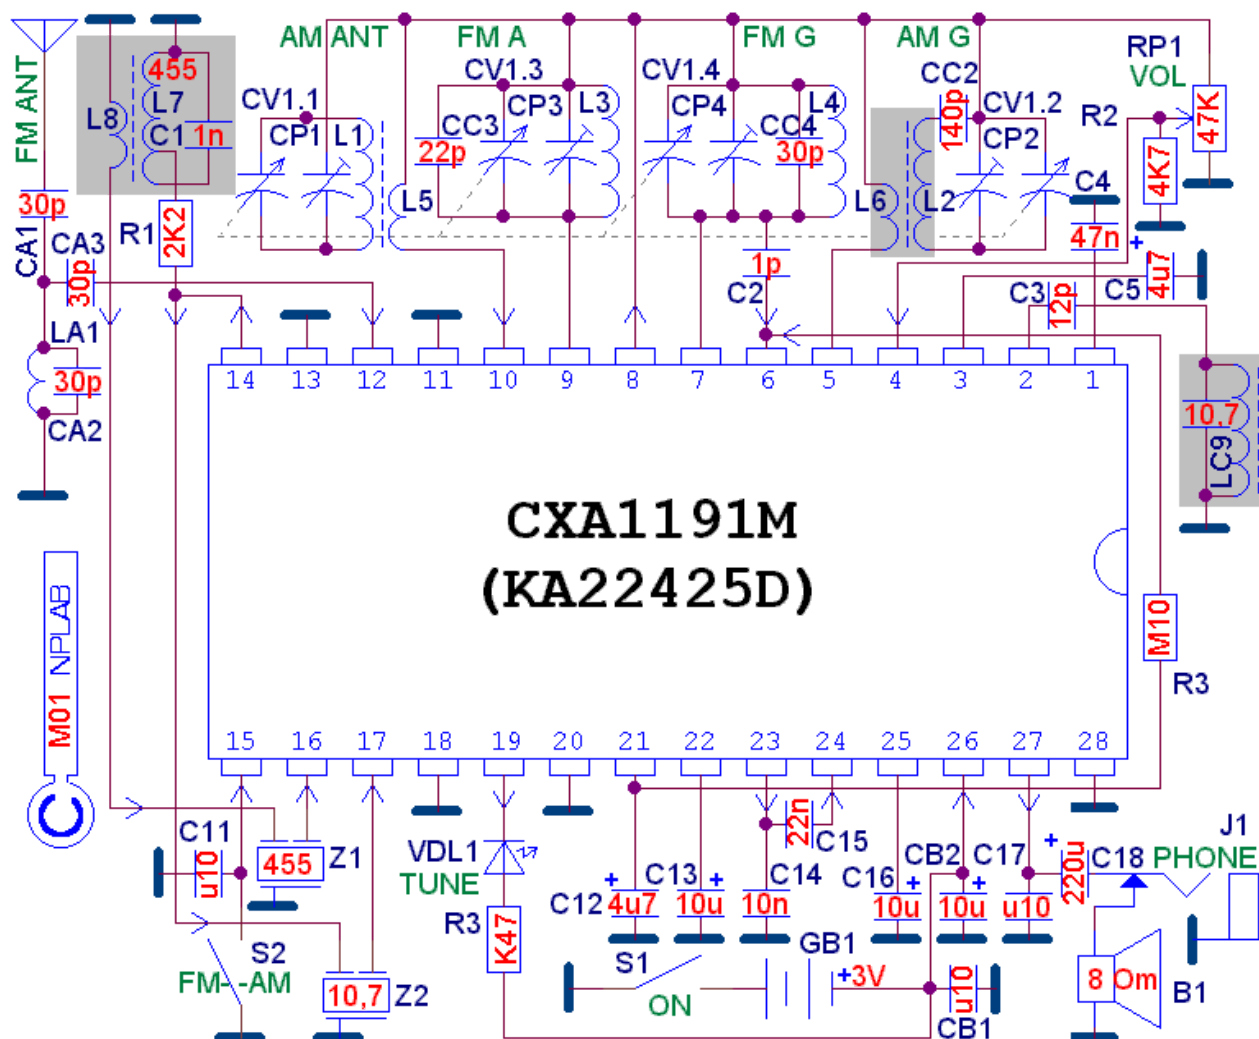 AM ANT FM A FM G AM G RP1
VOL
FM ANT
455
L8 L7
C1 1n
CV1.1 CV1.3 CV1.4 CC2 CV1.2
CP1 L1 CP3 L3 CP4 L4 140p CP2
CC3 CC4
22p 30p
R2 47K
4K7
30p
CA1
CA3
30p
R1 2K2
L5 L6 L2
C4
47n
+
4u7
C5
1p
C2
C3 12p
LA1
30p
CA2
14 13 12 11 10 9 8 7 6 5 4 3 2 1
10,7
LC9
CXA1191M
(KA22425D)
M01 NPLAB
C
M10
R3
15 16 17 18 19 20 21 22 23 24 25 26 27 28
C11
u10
455 Z1
VDL1
TUNE
R3 K47
22n
C15
C12 + 4u7
C13 10u
C14
10n
C16 +
10u
CB2 +
10u
C17
u10
+
220u
C18
J1
PHONE
S2
FM- -AM
10,7 Z2
S1
ON
GB1
+3V
u10
CB1
8 Om
B1